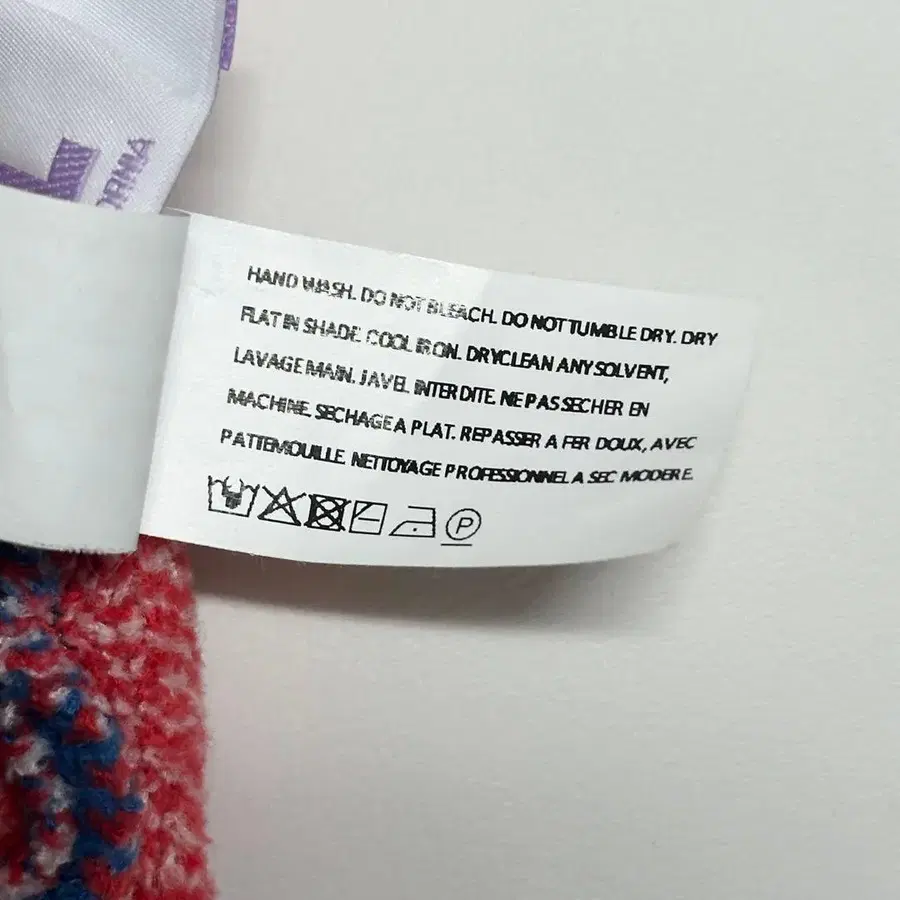 ORNIA
HAND WASH. DO NOT BLEACH. DO NOT TUMBLE DRY. DRY
FLAT IN SHADE. COOL IRON. DRYCLEAN ANY SOLVENT,
LAVAGE MAIN. JAVEL INTERDITE. NE PAS SECHER EN
MACHINE. SECHAGE A PLAT. REPASSER A FER DOUX, AVEC
PATTEMOUILLE. NETTOYAGE PROFESSIONNEL A SEC MODERE.
P